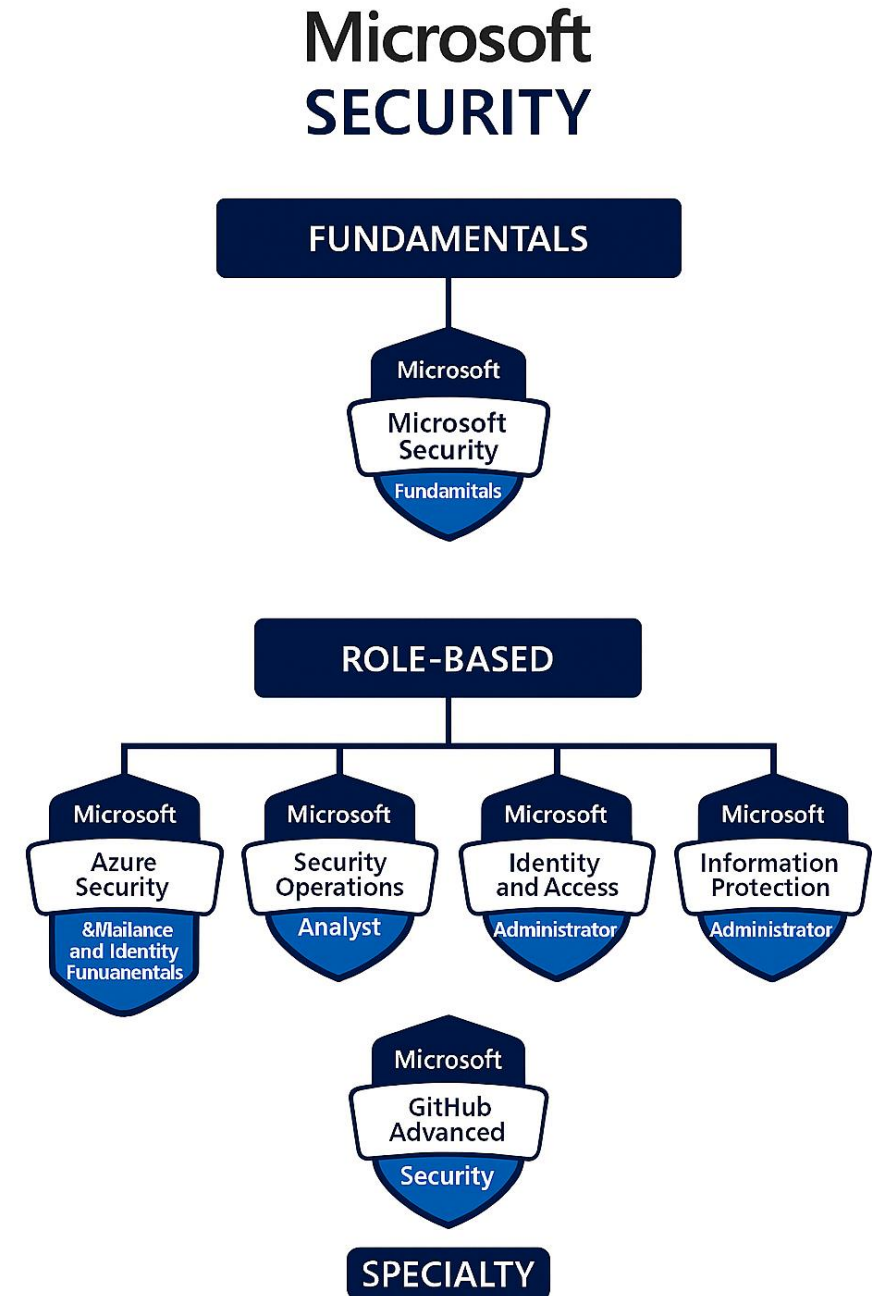 Microsoft
SECURITY
FUNDAMENTALS
Microsoft
Microsoft
Security
Fundamitals
ROLE-BASED
Microsoft
Azure
Security
&Mailance
and Identity
Funuanentals
Microsoft
Security
Operations
Analyst
Microsoft
Identity
and Access
Administrator
Microsoft
Information
Protection
Administrator
Microsoft
GitHub
Advanced
Security
SPECIALTY